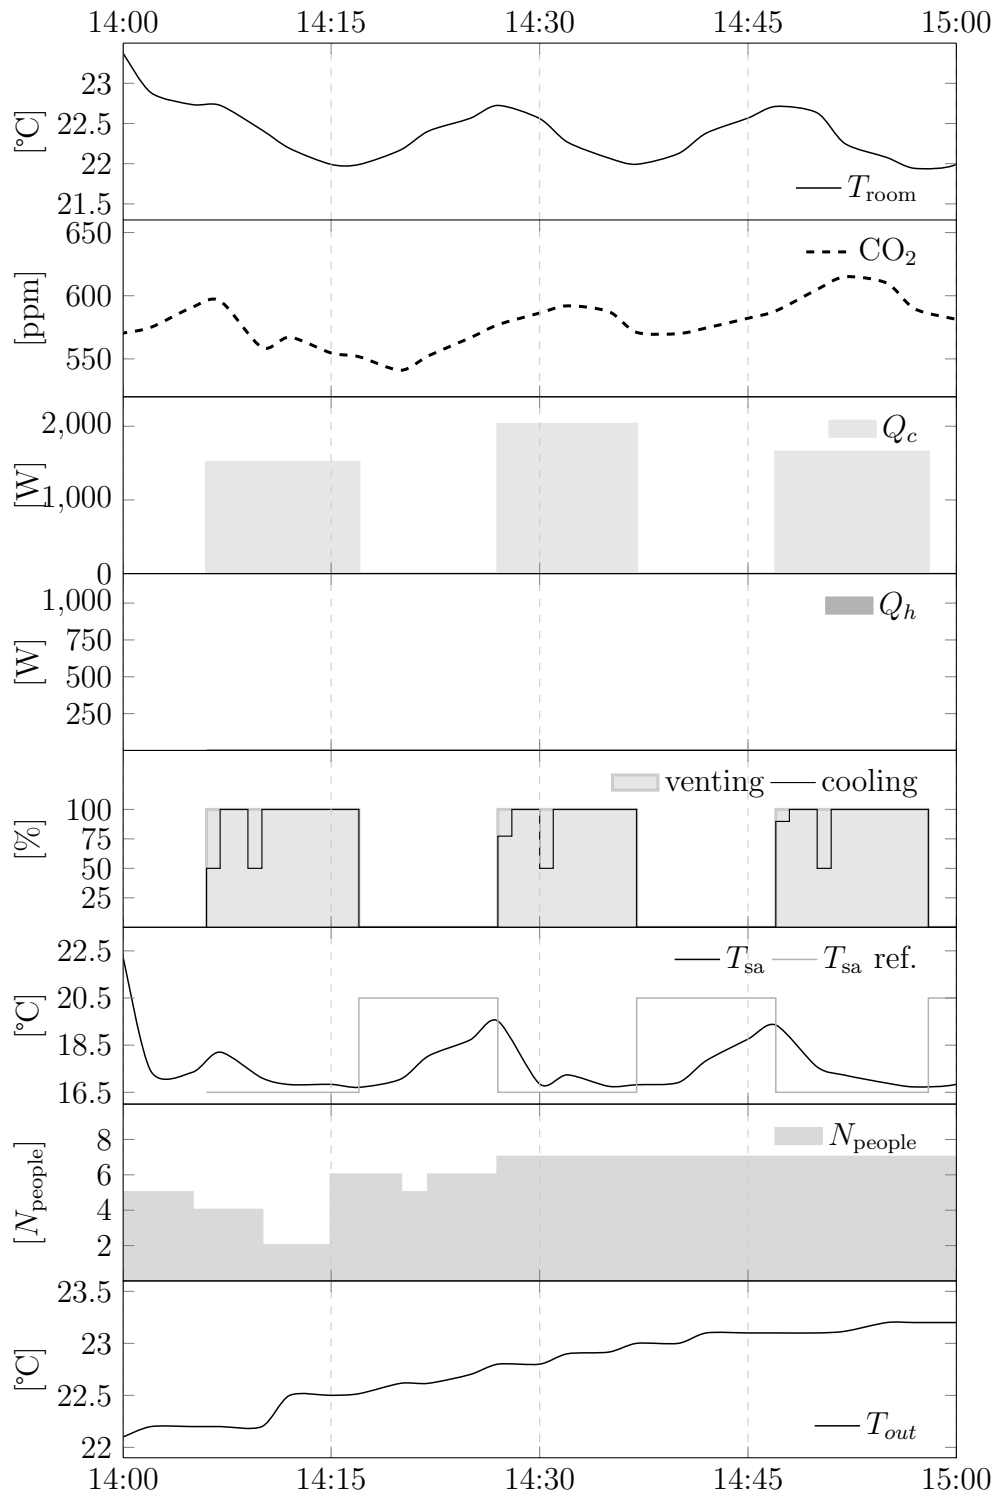 14:00 14:15 14:30 14:45 15:00
23
22.5
22
21.5
[°C]
T_room
650
600
550
[ppm]
CO₂
2,000
1,000
0
[W]
Q_c
1,000
750
500
250
[W]
Q_h
100
75
50
25
[%]
venting cooling
22.5
20.5
18.5
16.5
[°C]
T_sa T_sa ref.
8
6
4
2
[N_people]
N_people
23.5
23
22.5
22
[°C]
T_out
14:00 14:15 14:30 14:45 15:00